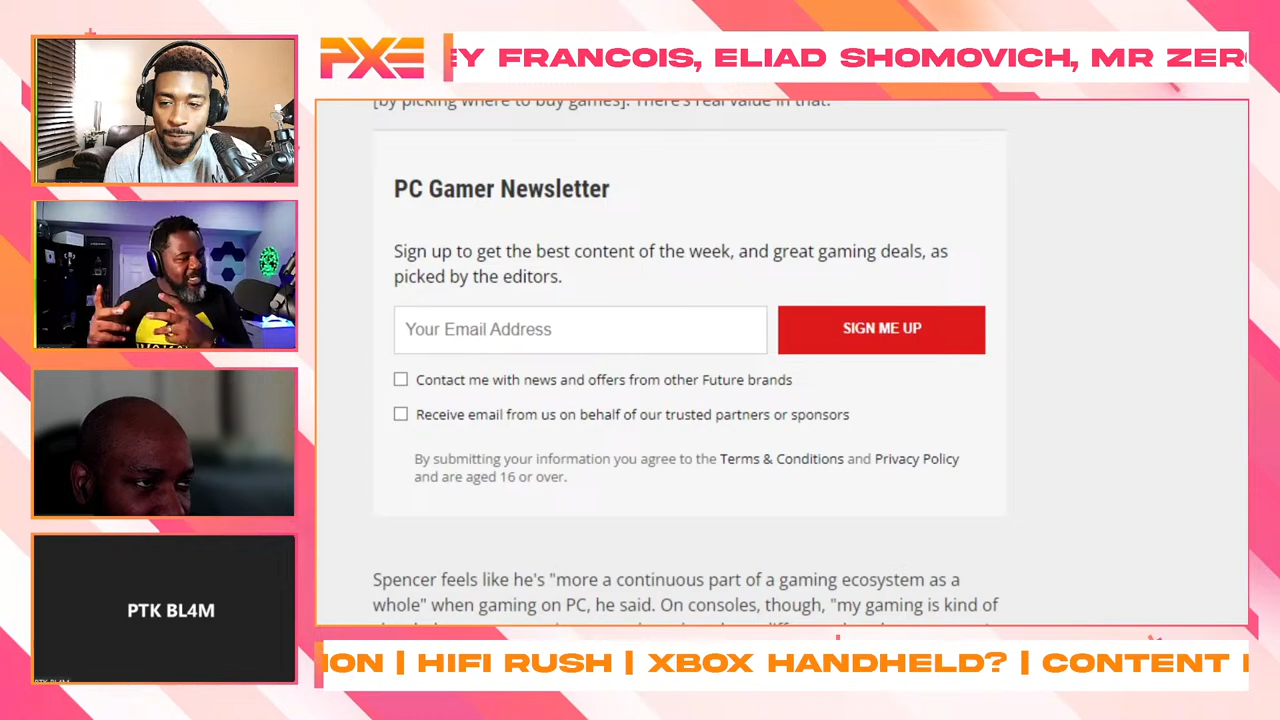 PXE
EY FRANCOIS, ELIAD SHOMOVICH, MR ZER
[by picking where to buy games]. There's real value in that.
PC Gamer Newsletter
Sign up to get the best content of the week, and great gaming deals, as
picked by the editors.
Your Email Address
SIGN ME UP
Contact me with news and offers from other Future brands
Receive email from us on behalf of our trusted partners or sponsors
By submitting your information you agree to the Terms & Conditions and Privacy Policy
and are aged 16 or over.
Spencer feels like he's "more a continuous part of a gaming ecosystem as a
whole" when gaming on PC, he said. On consoles, though, "my gaming is kind of
PTK BL4M
PTK BL4M
ION | HIFI RUSH | XBOX HANDHELD? | CONTENT